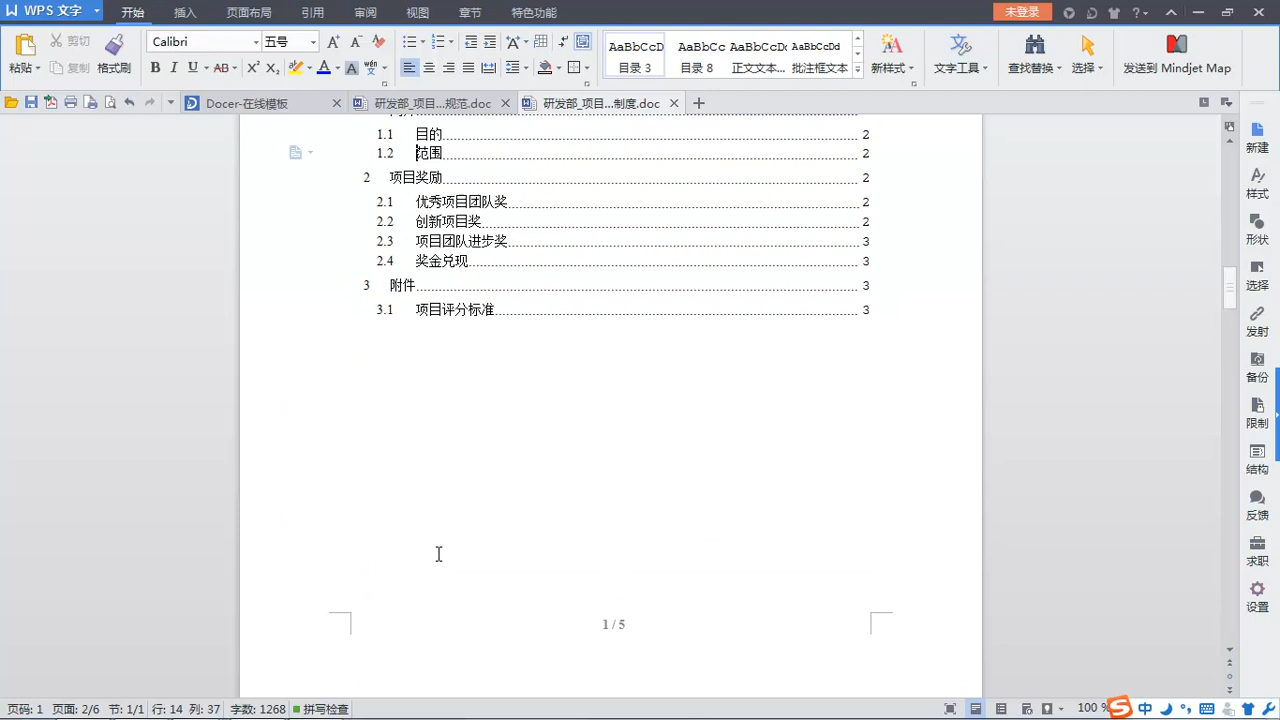 WPS 文字 开始 插入 页面布局 引用 审阅 视图 章节 特色功能 未登录
粘贴 剪切 复制 格式刷 Calibri 五号 B I U AB X² X₂ A A AaBbCcD 目录 3 AaBbCc 目录 8 AaBbCcDc 正文文本... AaBbCcDd 批注框文本 新样式 文字工具 查找替换 选择 发送到 Mindjet Map
Docer-在线模板 研发部_项目...规范.doc 研发部_项目...制度.doc
1.1 目的 2
1.2 范围 2
2 项目奖励 2
2.1 优秀项目团队奖 2
2.2 创新项目奖 2
2.3 项目团队进步奖 3
2.4 奖金兑现 3
3 附件 3
3.1 项目评分标准 3
1 / 5
新建
样式
形状
选择
发射
备份
限制
结构
反馈
求职
设置
页码: 1 页面: 2/6 节: 1/1 行: 14 列: 37 字数: 1268 拼写检查 100 % 中